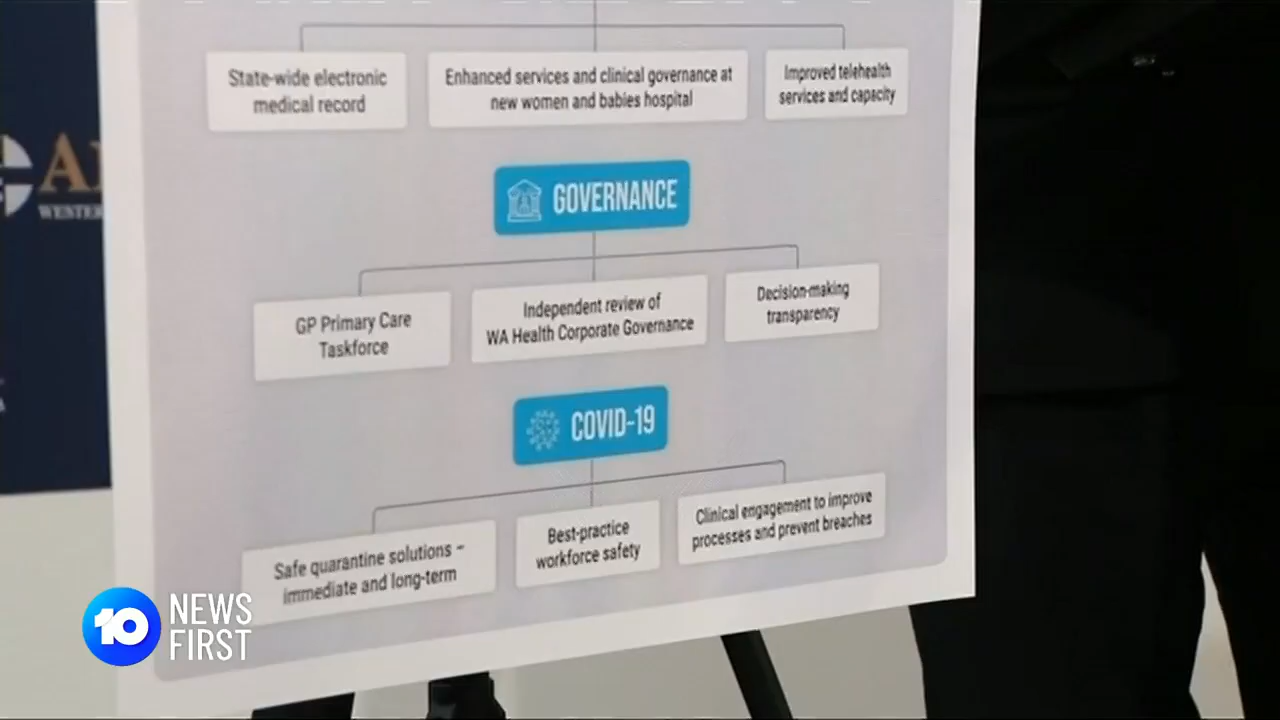 State-wide electronic
medical record
Enhanced services and clinical governance at
new women and babies hospital
Improved telehealth
services and capacity
GOVERNANCE
GP Primary Care
Taskforce
Independent review of
WA Health Corporate Governance
Decision-making
transparency
COVID-19
Safe quarantine solutions –
immediate and long-term
Best-practice
workforce safety
Clinical engagement to improve
processes and prevent breaches
10
NEWS
FIRST